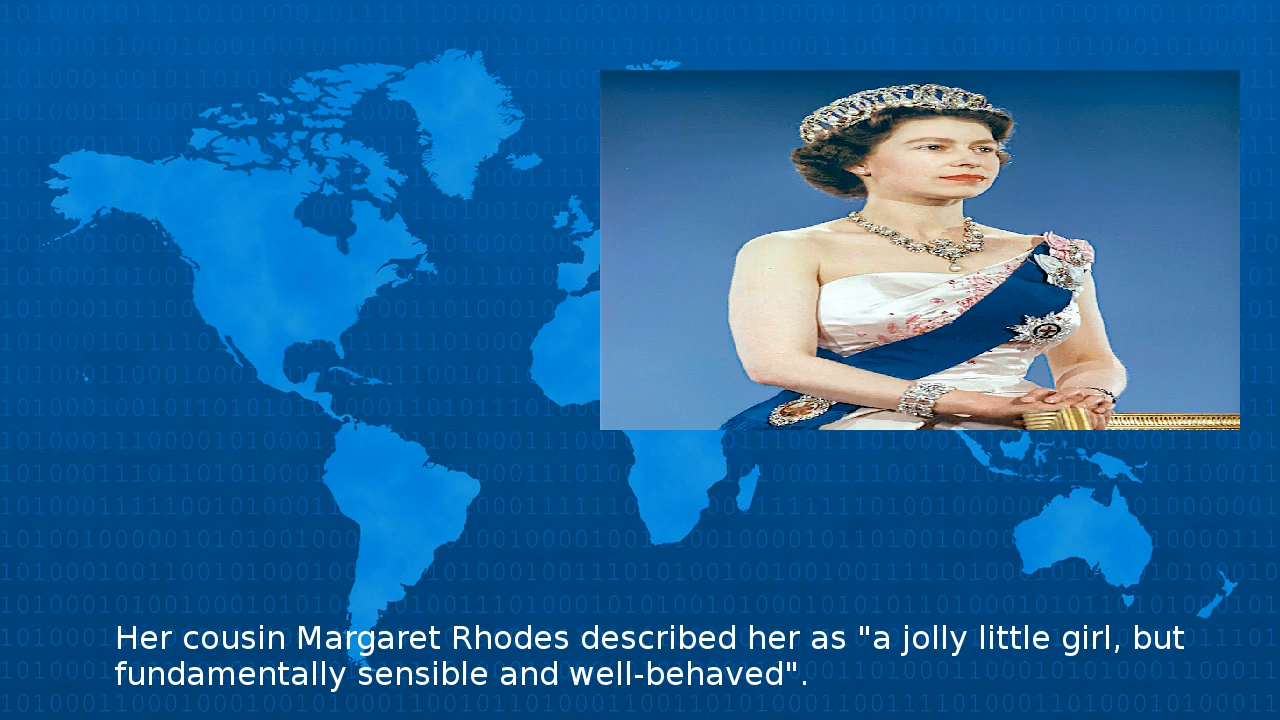 Her cousin Margaret Rhodes described her as "a jolly little girl, but
fundamentally sensible and well-behaved".